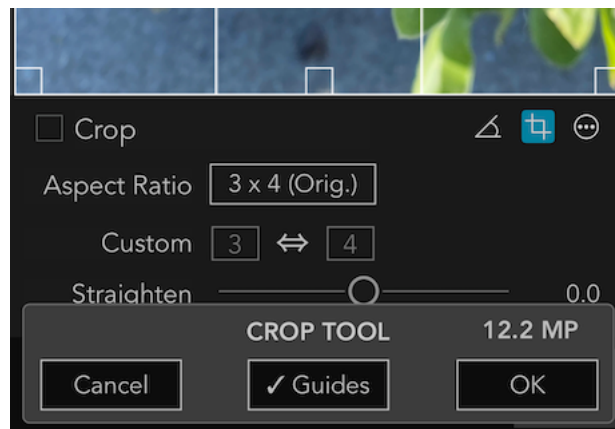 Crop
Aspect Ratio 3 x 4 (Orig.)
Custom 3 ⇔ 4
Straighten 0.0
CROP TOOL 12.2 MP
Cancel ✓ Guides OK